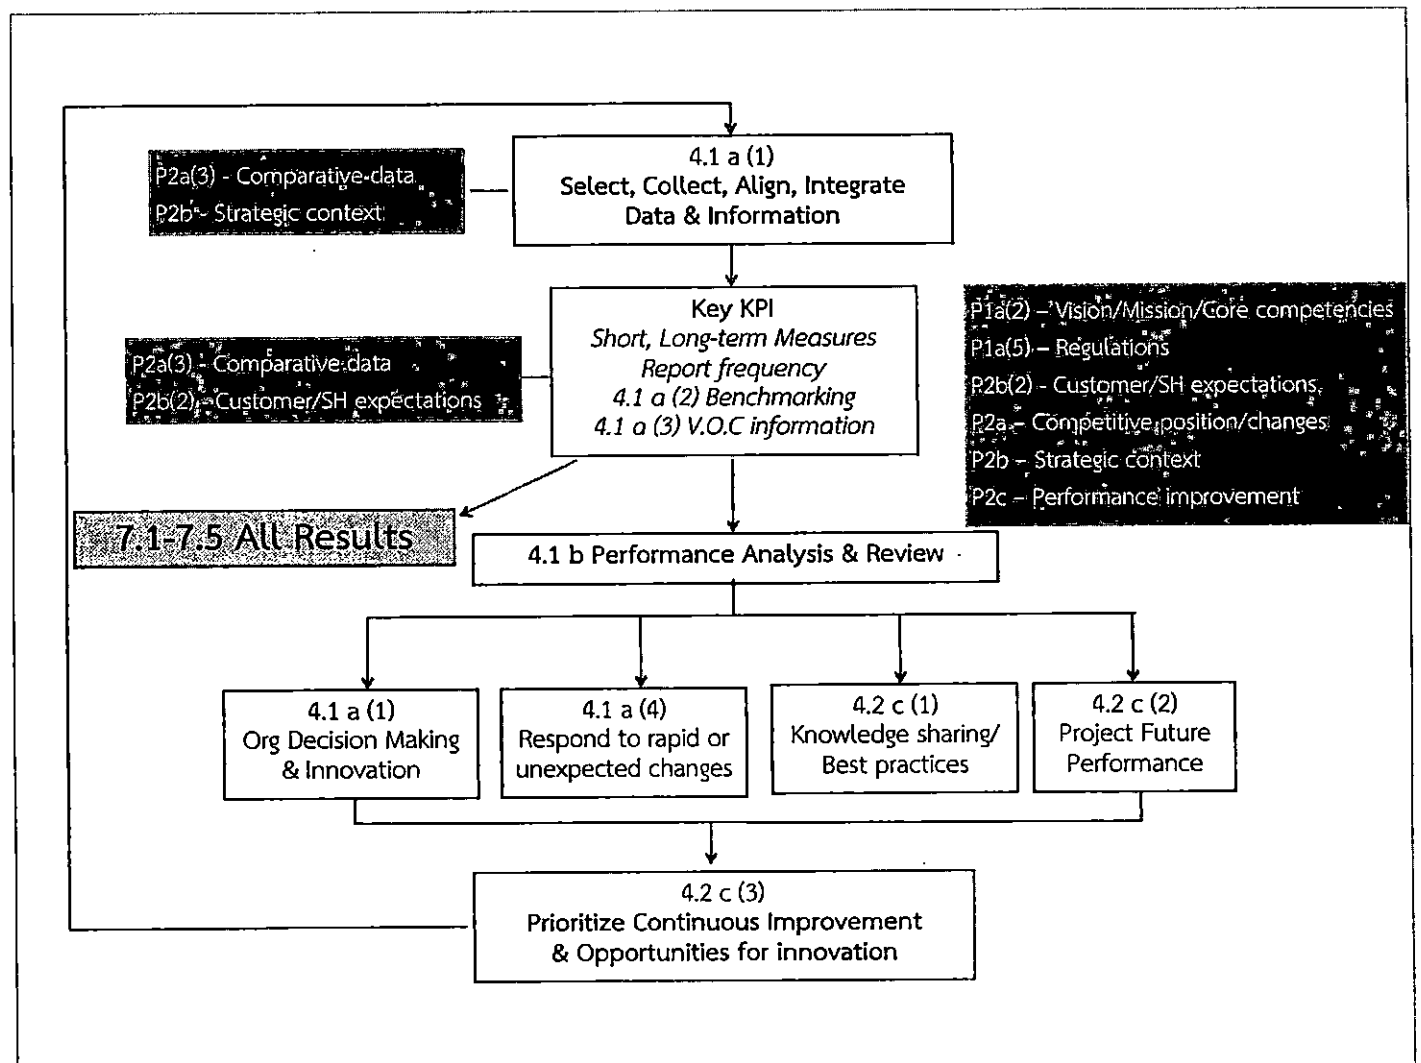 4.1 a (1)
Select, Collect, Align, Integrate
Data & Information
P2a(3) - Comparative data
P2b - Strategic context
Key KPI
Short, Long-term Measures
Report frequency
4.1 a (2) Benchmarking
4.1 a (3) V.O.C information
P2a(3) - Comparative data
P2b(2) - Customer/SH expectations
P1a(2) – Vision/Mission/Core competencies
P1a(5) – Regulations
P2b(2) - Customer/SH expectations
P2a – Competitive position/changes
P2b – Strategic context
P2c – Performance improvement
7.1-7.5 All Results
4.1 b Performance Analysis & Review
4.1 a (1)
Org Decision Making
& Innovation
4.1 a (4)
Respond to rapid or
unexpected changes
4.2 c (1)
Knowledge sharing/
Best practices
4.2 c (2)
Project Future
Performance
4.2 c (3)
Prioritize Continuous Improvement
& Opportunities for innovation